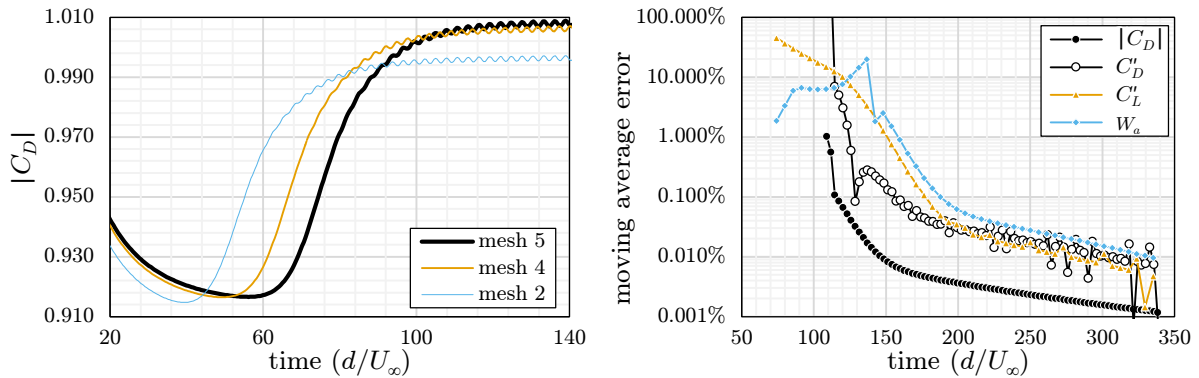 1.010
0.990
0.970
0.950
0.930
0.910
|C_D|
20
60
100
140
time (d/U_∞)
mesh 5
mesh 4
mesh 2
100.000%
10.000%
1.000%
0.100%
0.010%
0.001%
moving average error
50
100
150
200
250
300
350
time (d/U_∞)
|C_D|
C'_D
C'_L
W_a